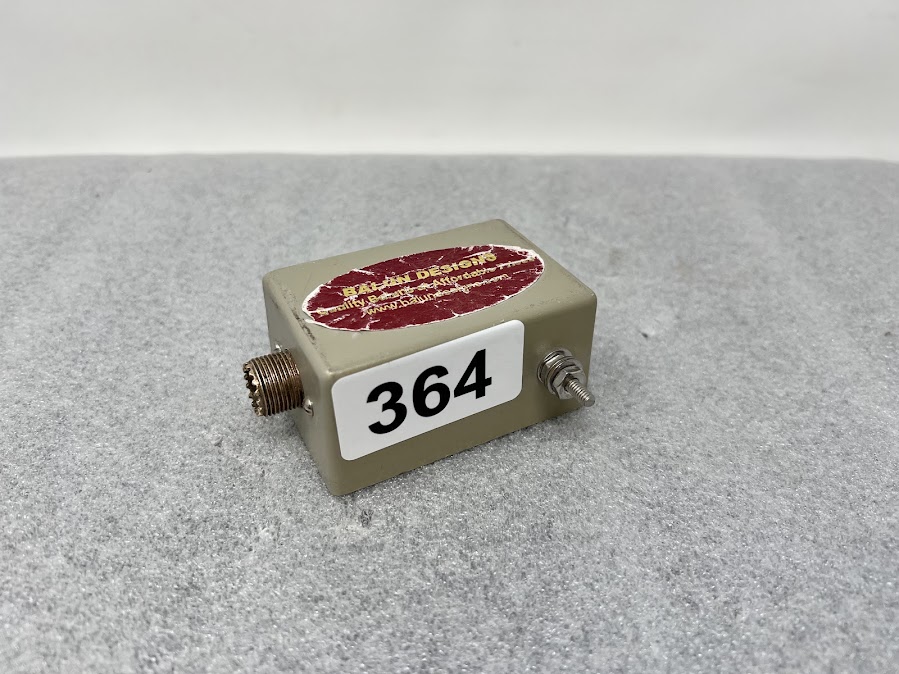 BALUN DESIGNS
Quality Baluns at Affordable Prices
www.balundesigns.com
364